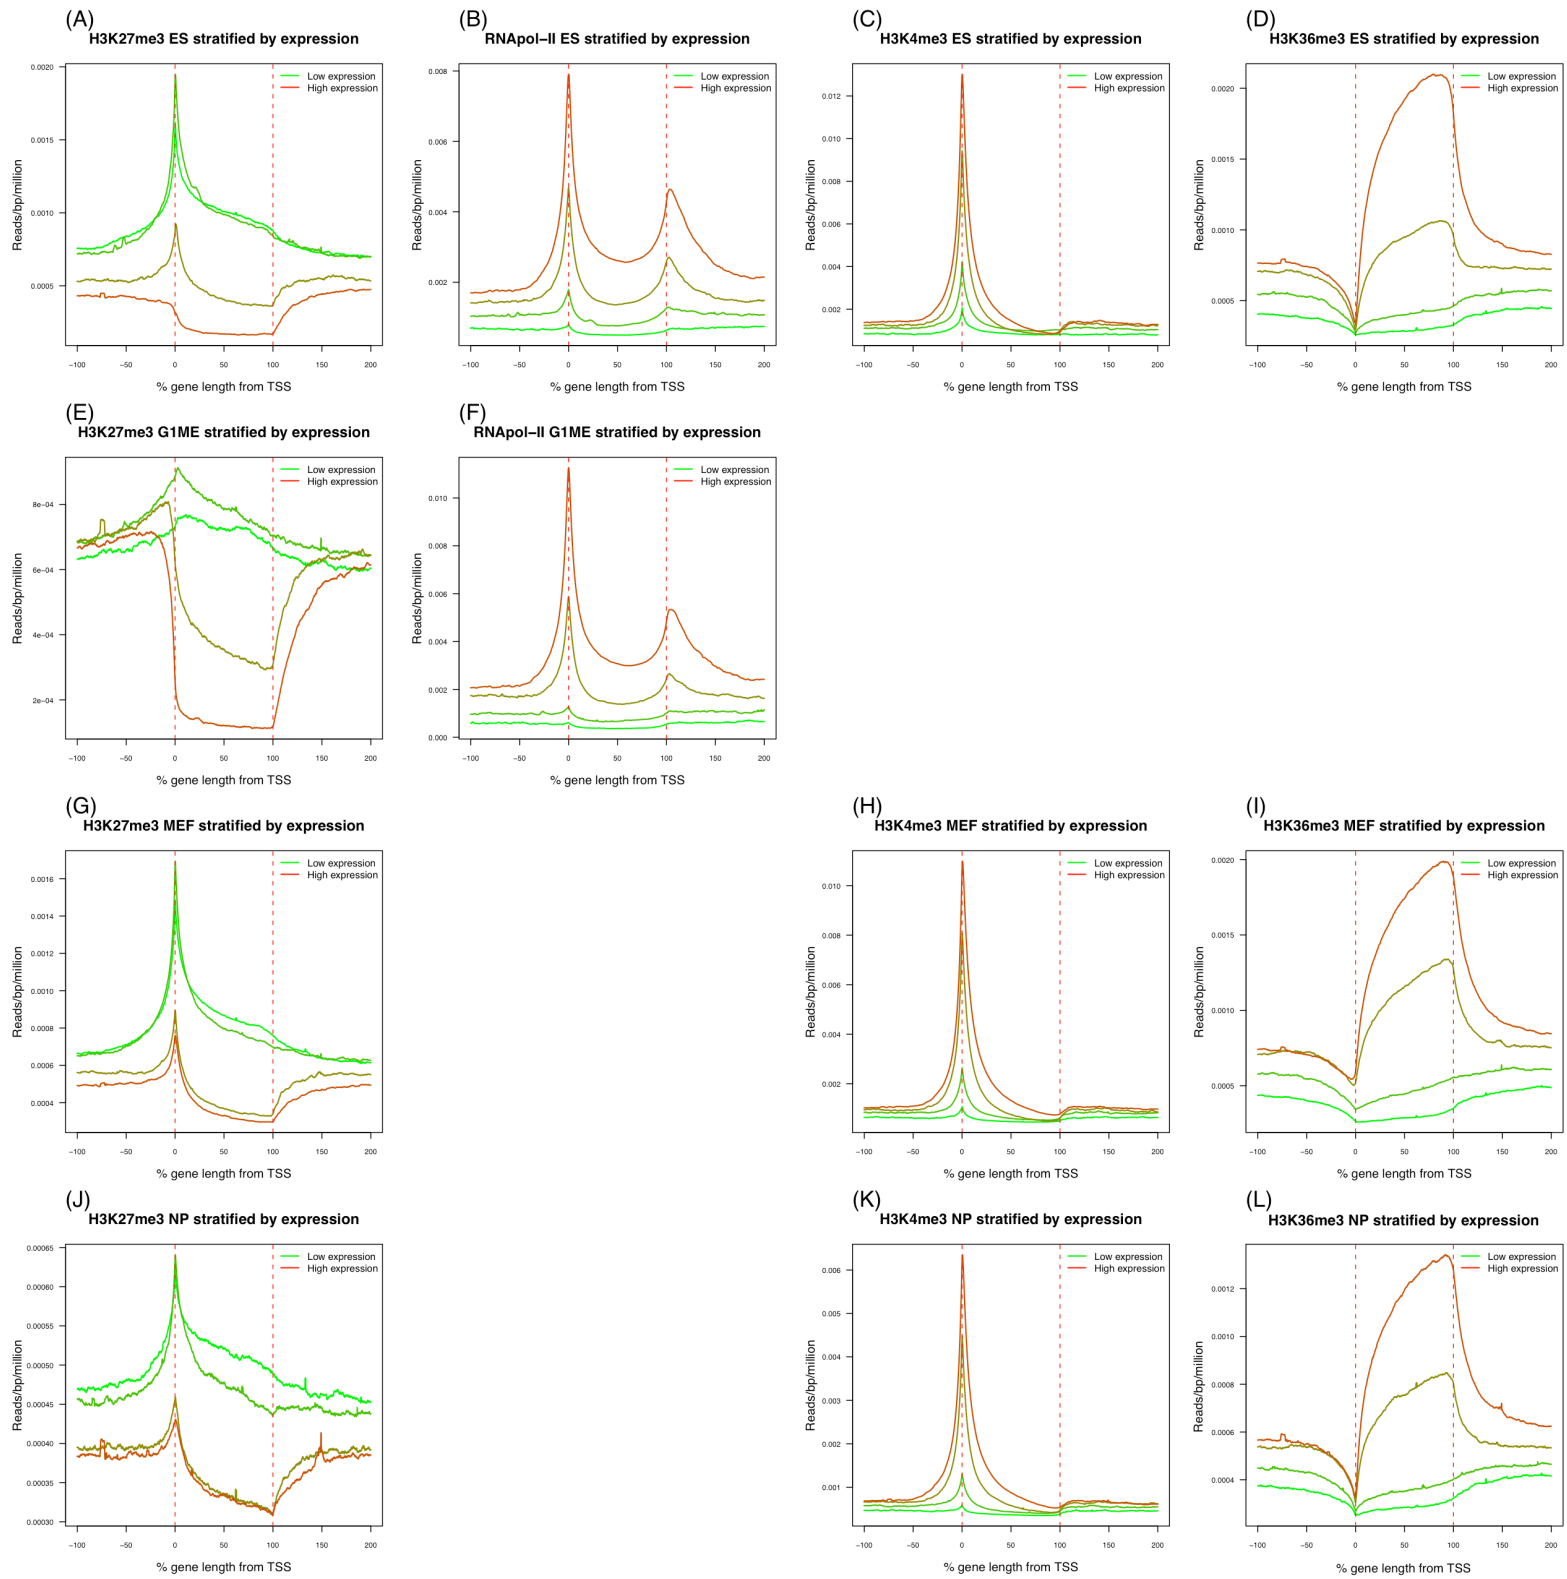 (A)
H3K27me3 ES stratified by expression
Low expression
High expression
Reads/bp/million
0.0005
0.0010
0.0015
0.0020
−100
−50
0
50
100
150
200
% gene length from TSS
(B)
RNApol−II ES stratified by expression
Low expression
High expression
Reads/bp/million
0.002
0.004
0.006
0.008
−100
−50
0
50
100
150
200
% gene length from TSS
(C)
H3K4me3 ES stratified by expression
Low expression
High expression
Reads/bp/million
0.002
0.004
0.006
0.008
0.010
0.012
−100
−50
0
50
100
150
200
% gene length from TSS
(D)
H3K36me3 ES stratified by expression
Low expression
High expression
Reads/bp/million
0.0005
0.0010
0.0015
0.0020
−100
−50
0
50
100
150
200
% gene length from TSS
(E)
H3K27me3 G1ME stratified by expression
Low expression
High expression
Reads/bp/million
2e−04
4e−04
6e−04
8e−04
−100
−50
0
50
100
150
200
% gene length from TSS
(F)
RNApol−II G1ME stratified by expression
Low expression
High expression
Reads/bp/million
0.000
0.002
0.004
0.006
0.008
0.010
−100
−50
0
50
100
150
200
% gene length from TSS
(G)
H3K27me3 MEF stratified by expression
Low expression
High expression
Reads/bp/million
0.0004
0.0006
0.0008
0.0010
0.0012
0.0014
0.0016
−100
−50
0
50
100
150
200
% gene length from TSS
(H)
H3K4me3 MEF stratified by expression
Low expression
High expression
Reads/bp/million
0.002
0.004
0.006
0.008
0.010
−100
−50
0
50
100
150
200
% gene length from TSS
(I)
H3K36me3 MEF stratified by expression
Low expression
High expression
Reads/bp/million
0.0005
0.0010
0.0015
0.0020
−100
−50
0
50
100
150
200
% gene length from TSS
(J)
H3K27me3 NP stratified by expression
Low expression
High expression
Reads/bp/million
0.00030
0.00035
0.00040
0.00045
0.00050
0.00055
0.00060
0.00065
−100
−50
0
50
100
150
200
% gene length from TSS
(K)
H3K4me3 NP stratified by expression
Low expression
High expression
Reads/bp/million
0.001
0.002
0.003
0.004
0.005
0.006
−100
−50
0
50
100
150
200
% gene length from TSS
(L)
H3K36me3 NP stratified by expression
Low expression
High expression
Reads/bp/million
0.0004
0.0006
0.0008
0.0010
0.0012
−100
−50
0
50
100
150
200
% gene length from TSS